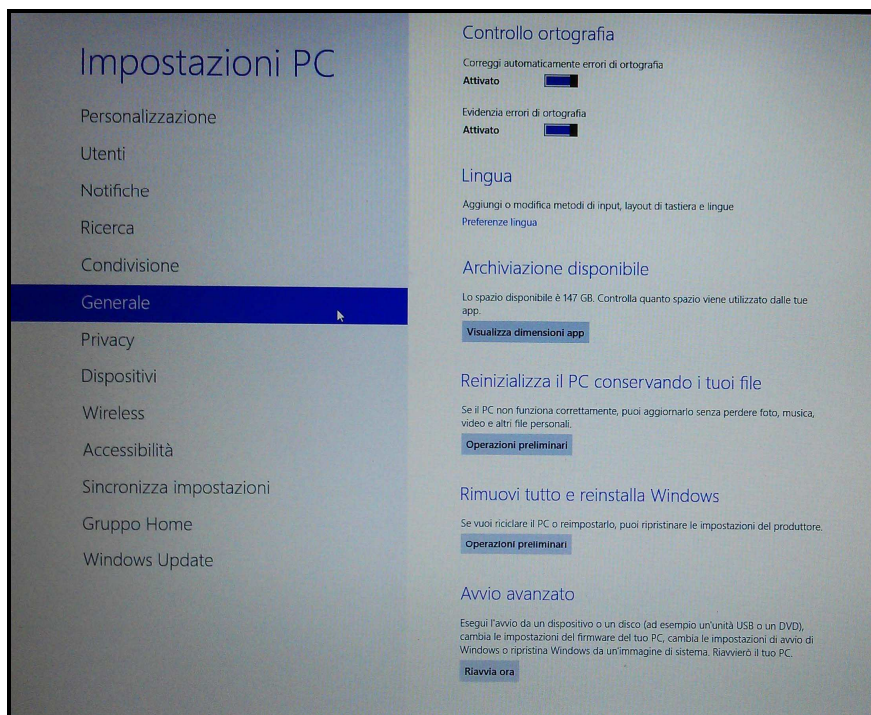 Impostazioni PC
Personalizzazione
Utenti
Notifiche
Ricerca
Condivisione
Generale
Privacy
Dispositivi
Wireless
Accessibilità
Sincronizza impostazioni
Gruppo Home
Windows Update
Controllo ortografia
Correggi automaticamente errori di ortografia
Attivato
Evidenzia errori di ortografia
Attivato
Lingua
Aggiungi o modifica metodi di input, layout di tastiera e lingue
Preferenze lingua
Archiviazione disponibile
Lo spazio disponibile è 147 GB. Controlla quanto spazio viene utilizzato dalle tue
app.
Visualizza dimensioni app
Reinizializza il PC conservando i tuoi file
Se il PC non funziona correttamente, puoi aggiornarlo senza perdere foto, musica,
video e altri file personali.
Operazioni preliminari
Rimuovi tutto e reinstalla Windows
Se vuoi riciclare il PC o reimpostarlo, puoi ripristinare le impostazioni del produttore.
Operazioni preliminari
Avvio avanzato
Esegui l'avvio da un dispositivo o un disco (ad esempio un'unità USB o un DVD),
cambia le impostazioni del firmware del tuo PC, cambia le impostazioni di avvio di
Windows o ripristina Windows da un'immagine di sistema. Riavvierò il tuo PC.
Riavvia ora